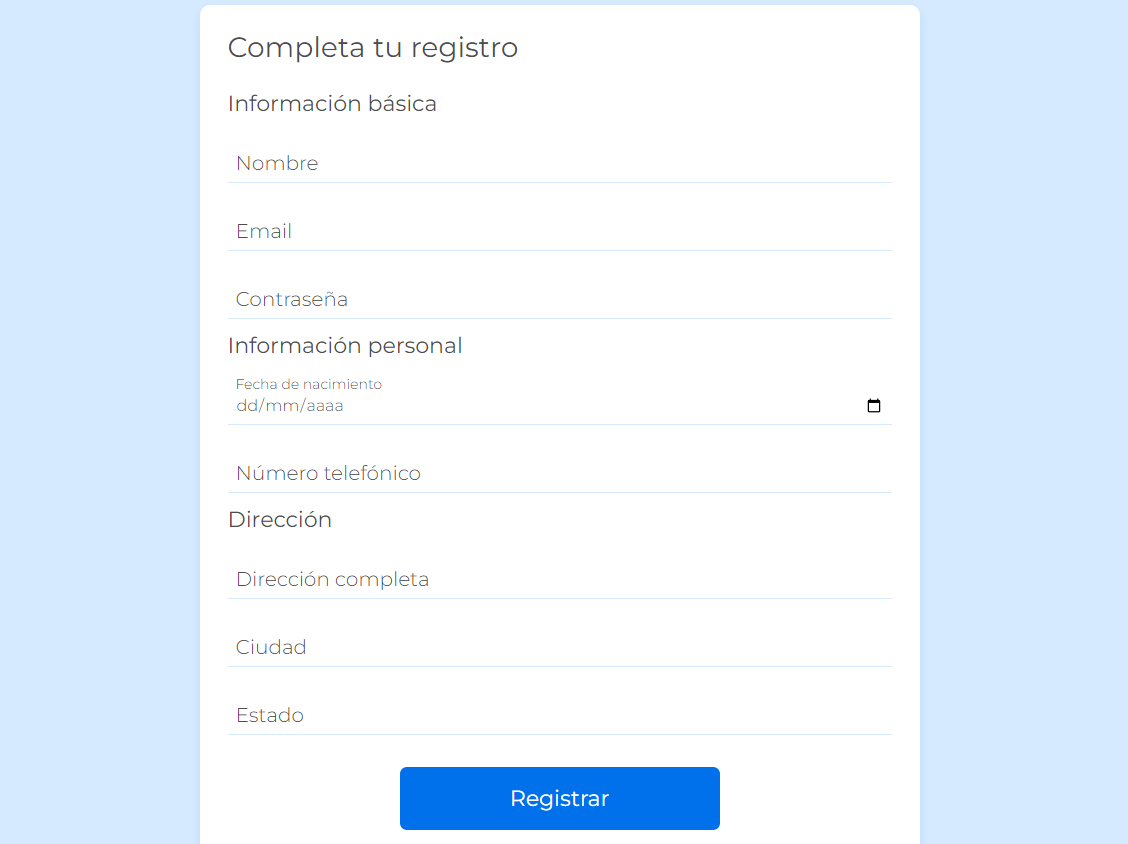 Completa tu registro
Información básica
Nombre
Email
Contraseña
Información personal
Fecha de nacimiento
dd/mm/aaaa
Número telefónico
Dirección
Dirección completa
Ciudad
Estado
Registrar